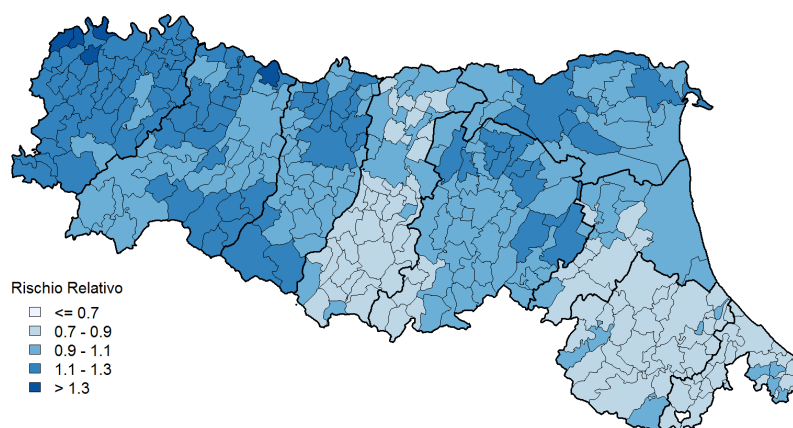 Rischio Relativo
<= 0.7
0.7 - 0.9
0.9 - 1.1
1.1 - 1.3
> 1.3